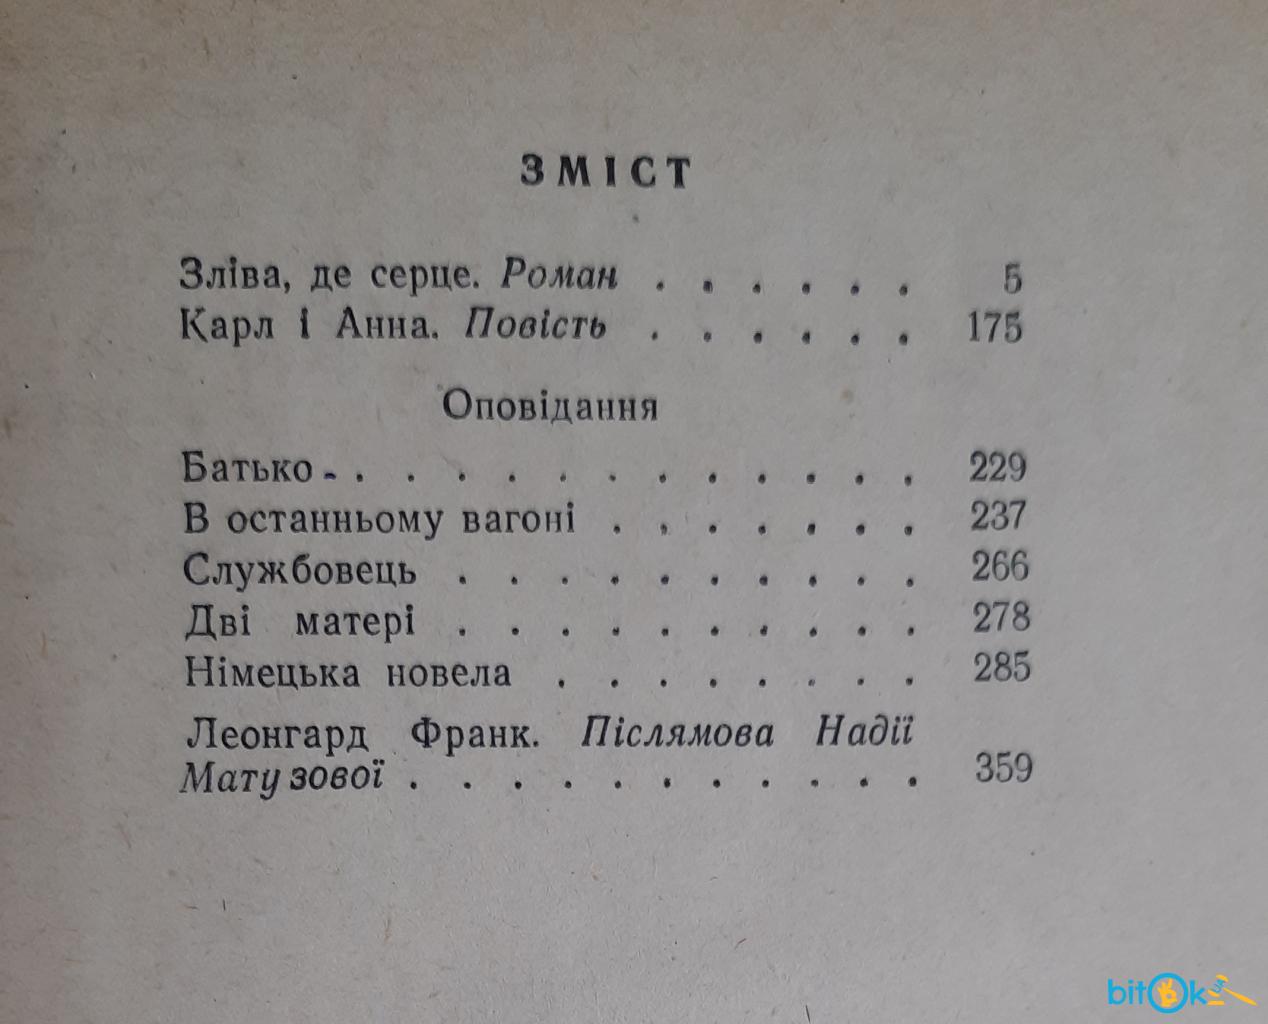 ЗМІСТ
Зліва, де серце. Роман . . . . . . 5
Карл і Анна. Повість . . . . . . 175
Оповідання
Батько . . . . . . . . . . . . . 229
В останньому вагоні . . . . . . . 237
Службовець . . . . . . . . . . 266
Дві матері . . . . . . . . . . 278
Німецька новела . . . . . . . . 285
Леонгард Франк. Післямова Надії
Матузової . . . . . . . . . . . 359
bitok.ua